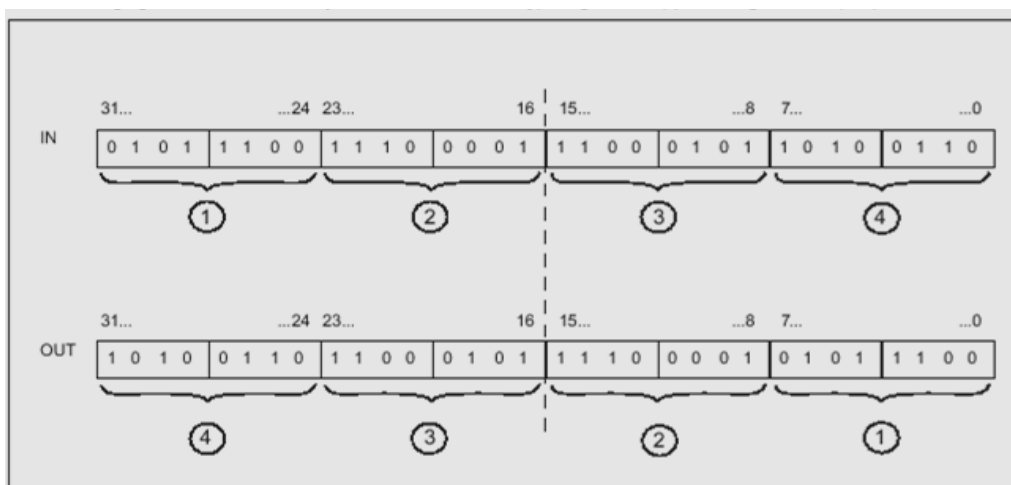 31... ...24 23... 16 15... ...8 7... ...0
IN 0 1 0 1 1 1 0 0 1 1 1 0 0 0 0 1 1 1 0 0 0 1 0 1 1 0 1 0 0 1 1 0
1 2 3 4
31... ...24 23... 16 15... ...8 7... ...0
OUT 1 0 1 0 0 1 1 0 1 1 0 0 0 1 0 1 1 1 1 0 0 0 0 1 0 1 0 1 1 1 0 0
4 3 2 1